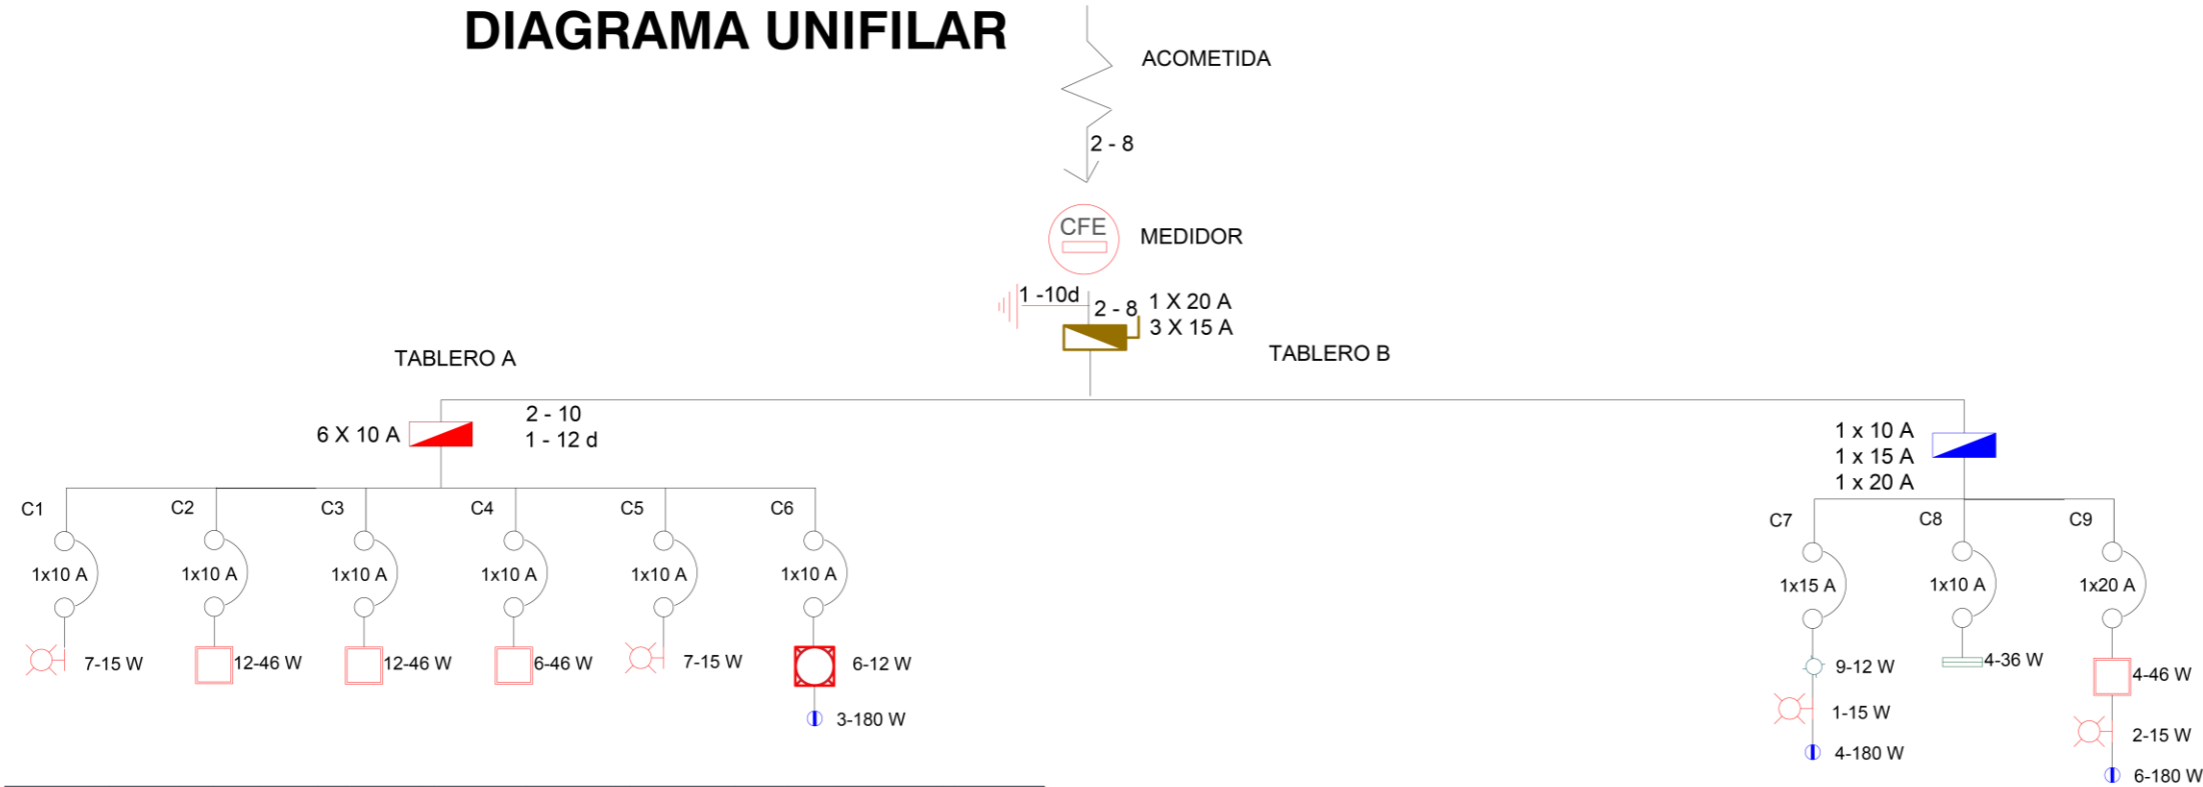 DIAGRAMA UNIFILAR
ACOMETIDA
2 - 8
CFE
MEDIDOR
1 -10d
2 - 8
1 X 20 A
3 X 15 A
TABLERO A
TABLERO B
6 X 10 A
2 - 10
1 - 12 d
1 x 10 A
1 x 15 A
1 x 20 A
C1
C2
C3
C4
C5
C6
C7
C8
C9
1x10 A
1x10 A
1x10 A
1x10 A
1x10 A
1x10 A
1x15 A
1x10 A
1x20 A
7-15 W
12-46 W
12-46 W
6-46 W
7-15 W
6-12 W
3-180 W
9-12 W
1-15 W
4-180 W
4-36 W
4-46 W
2-15 W
6-180 W